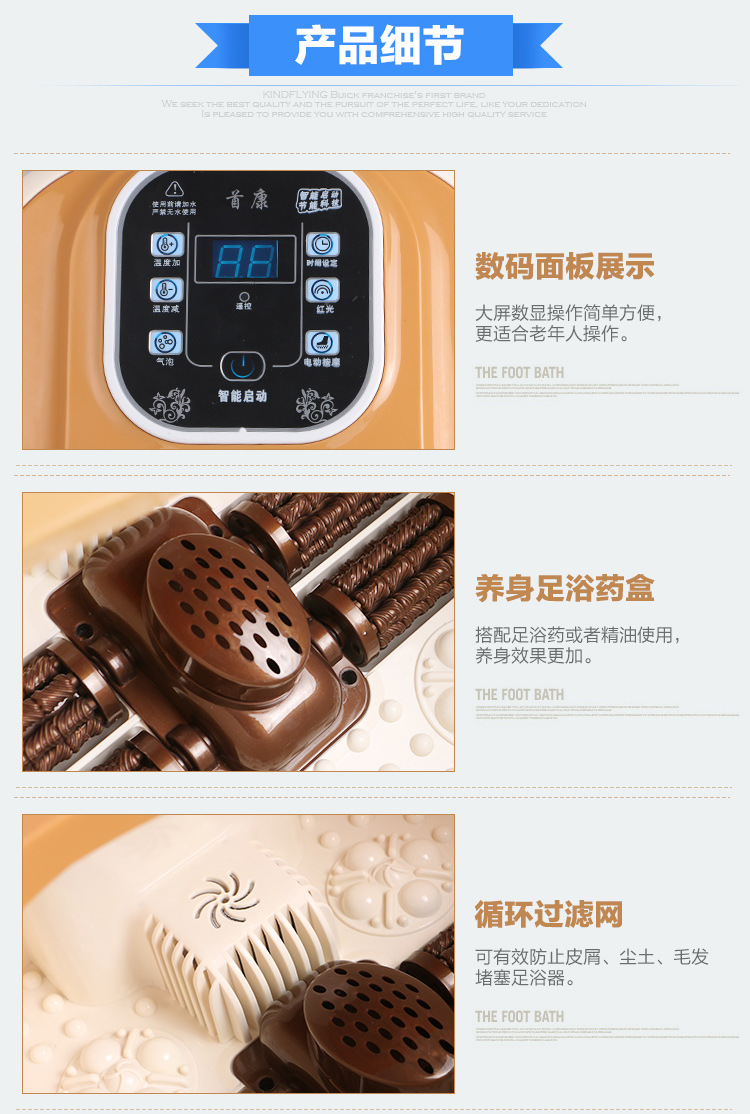 产品细节
KINDFLYING Buick franchise's first brand
We seek the best quality and the pursuit of the perfect life, like your dedication
Is pleased to provide you with comprehensive high quality service
使用前请加水
严禁无水使用
首康
智能启动
节能科技
温度加
时间设定
温度减
遥控
红光
气泡
电动按摩
智能启动
数码面板展示
大屏数显操作简单方便,
更适合老年人操作。
THE FOOT BATH
养身足浴药盒
搭配足浴药或者精油使用,
养身效果更加。
THE FOOT BATH
循环过滤网
可有效防止皮屑、尘土、毛发
堵塞足浴器。
THE FOOT BATH